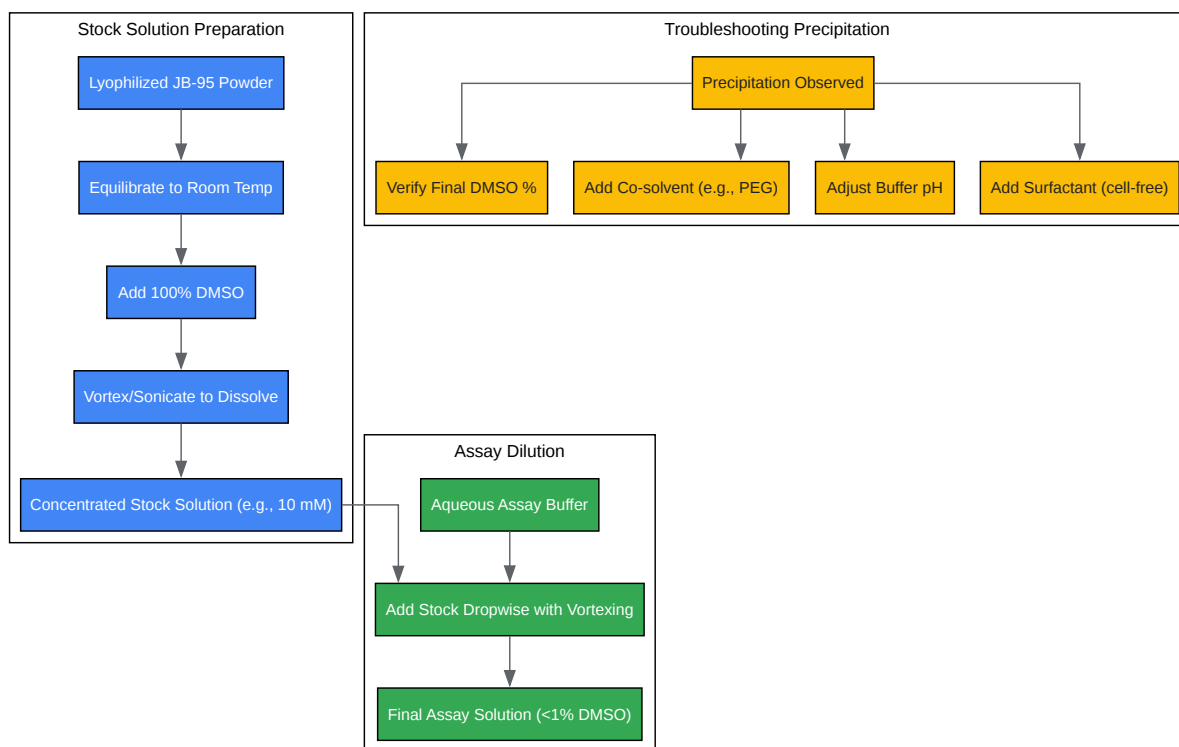 Stock Solution Preparation
Lyophilized JB-95 Powder
Equilibrate to Room Temp
Add 100% DMSO
Vortex/Sonicate to Dissolve
Concentrated Stock Solution (e.g., 10 mM)
Troubleshooting Precipitation
Precipitation Observed
Verify Final DMSO %
Add Co-solvent (e.g., PEG)
Adjust Buffer pH
Add Surfactant (cell-free)
Assay Dilution
Aqueous Assay Buffer
Add Stock Dropwise with Vortexing
Final Assay Solution (<1% DMSO)